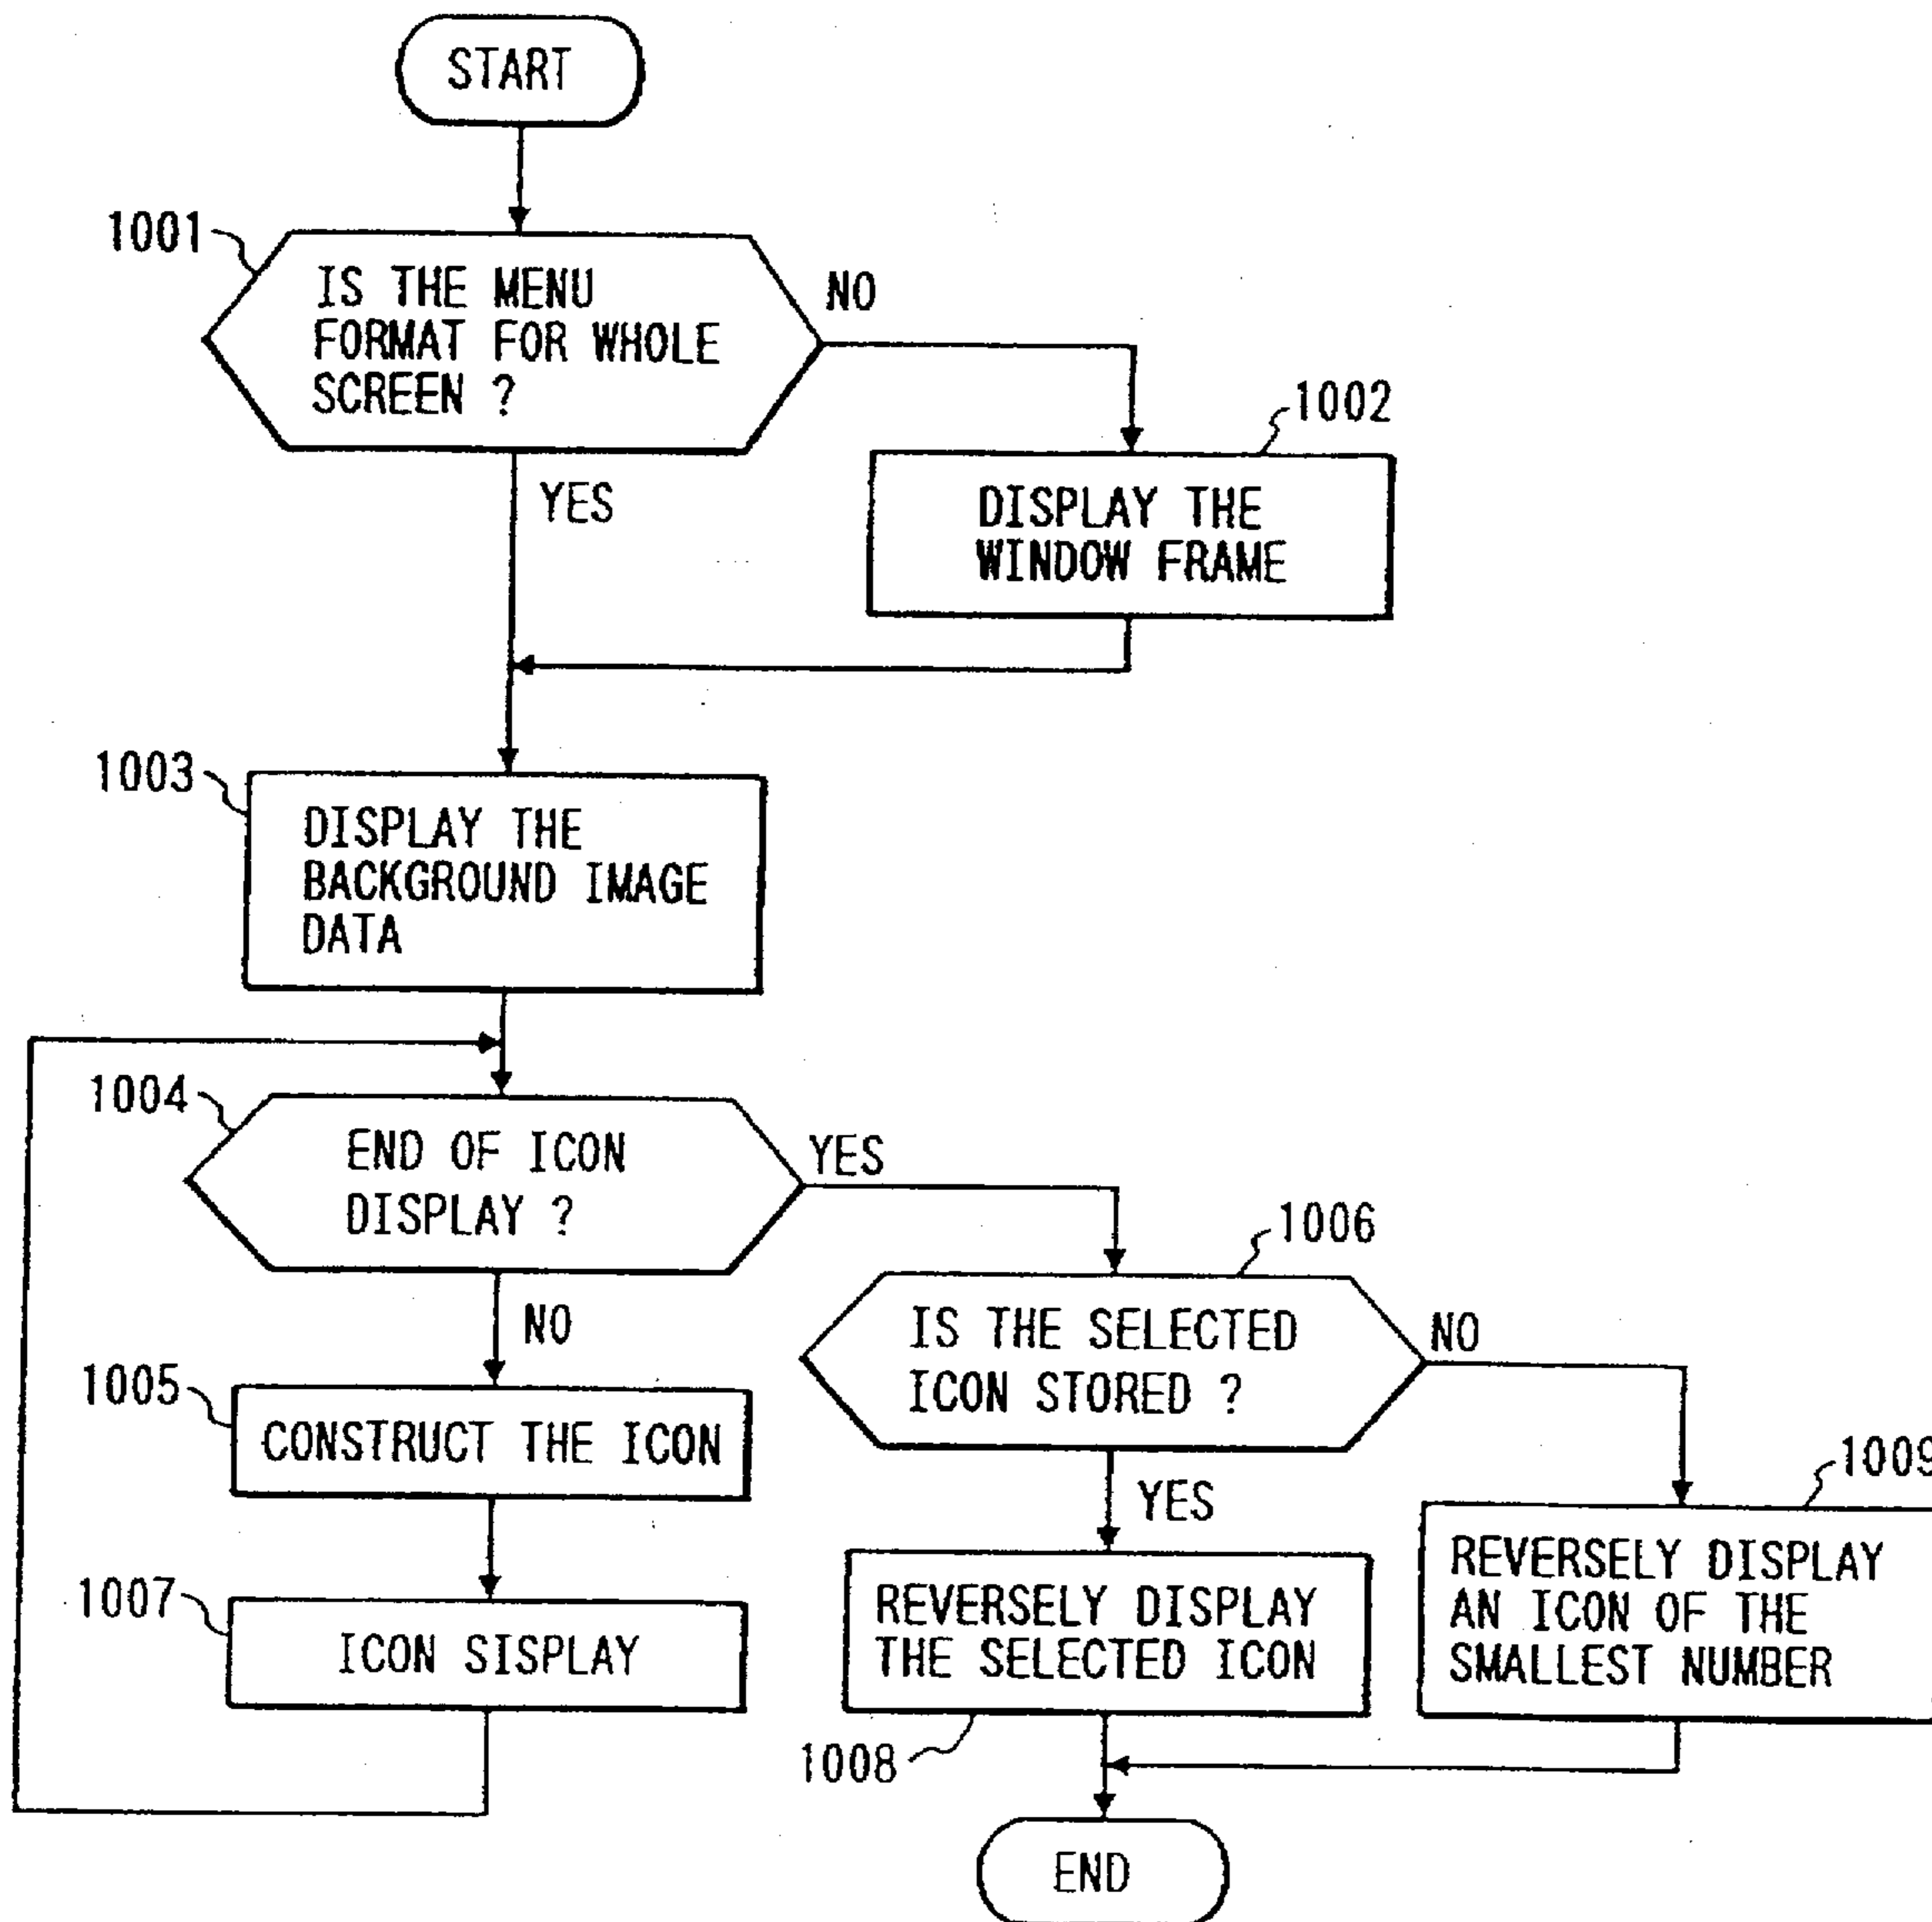 START
1001
IS THE MENU
FORMAT FOR WHOLE
SCREEN ?
NO
YES
1002
DISPLAY THE
WINDOW FRAME
1003
DISPLAY THE
BACKGROUND IMAGE
DATA
1004
END OF ICON
DISPLAY ?
YES
NO
1005
CONSTRUCT THE ICON
1007
ICON SISPLAY
1006
IS THE SELECTED
ICON STORED ?
NO
YES
1008
REVERSELY DISPLAY
THE SELECTED ICON
1009
REVERSELY DISPLAY
AN ICON OF THE
SMALLEST NUMBER
END